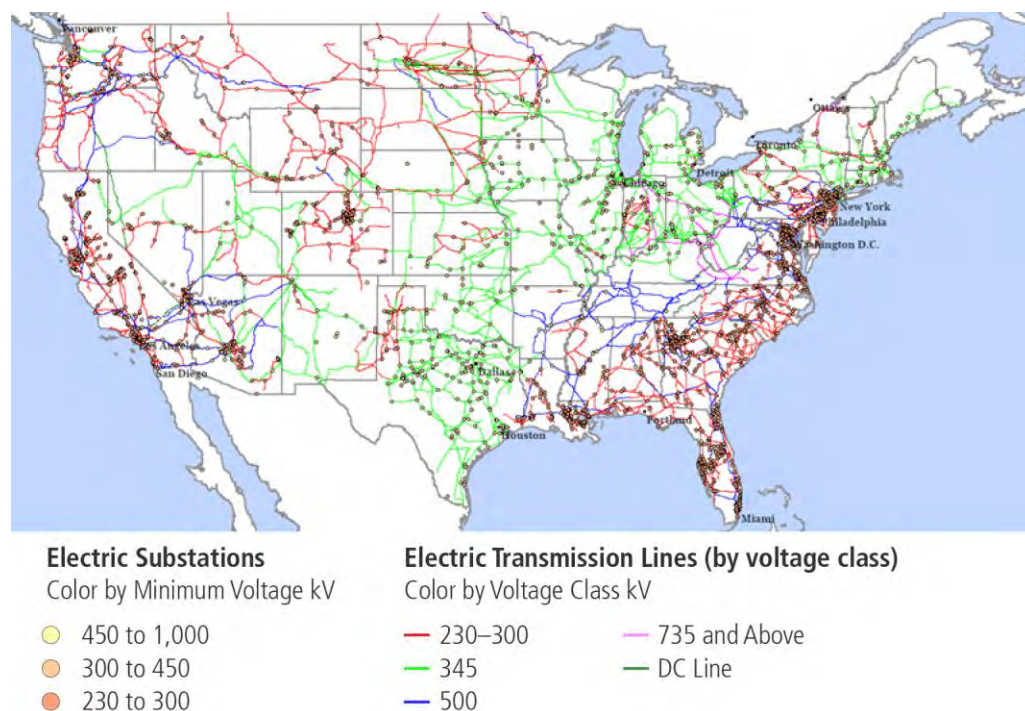 Vancouver
Ottawa
Toronto
Detroit
Chicago
New York
Philadelphia
Washington D.C.
Las Vegas
Los Angeles
San Diego
Dallas
Houston
Portland
Miami
Electric Substations
Color by Minimum Voltage kV
450 to 1,000
300 to 450
230 to 300
Electric Transmission Lines (by voltage class)
Color by Voltage Class kV
230–300
345
500
735 and Above
DC Line